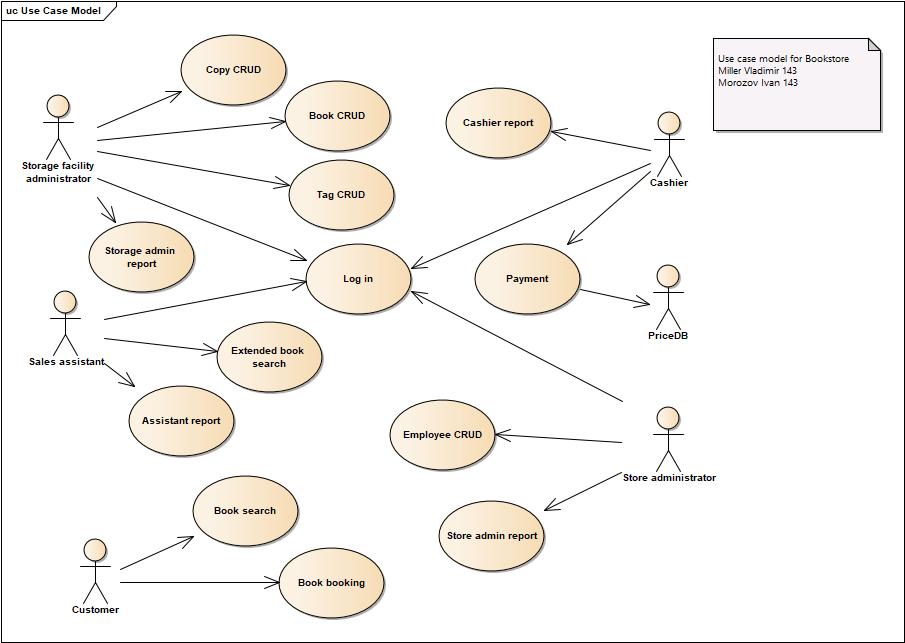 uc Use Case Model
Copy CRUD
Use case model for Bookstore
Miller Vladimir 143
Morozov Ivan 143
Book CRUD
Cashier report
Storage facility
administrator
Cashier
Tag CRUD
Storage admin
report
Log in
Payment
PriceDB
Sales assistant
Extended book
search
Assistant report
Employee CRUD
Store administrator
Book search
Store admin report
Book booking
Customer